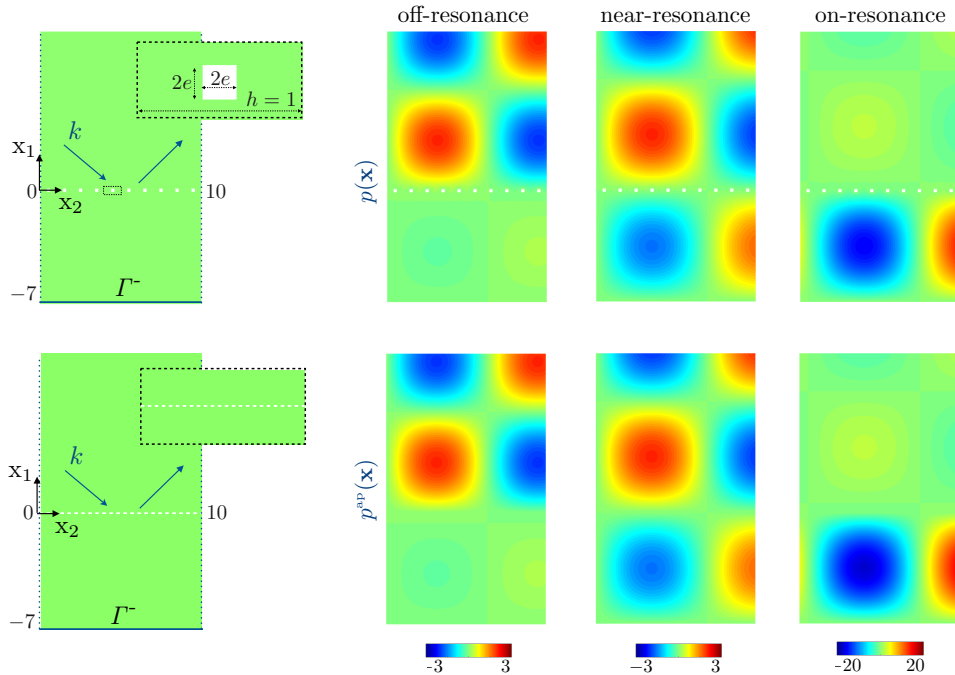 off-resonance near-resonance on-resonance
2e 2e
h = 1
k
x₁
0 10
x₂
p(x)
−7
Γ⁻
k
x₁
0 10
x₂
pᵃᵖ(x)
−7
Γ⁻
-3 3 −3 3 -20 20